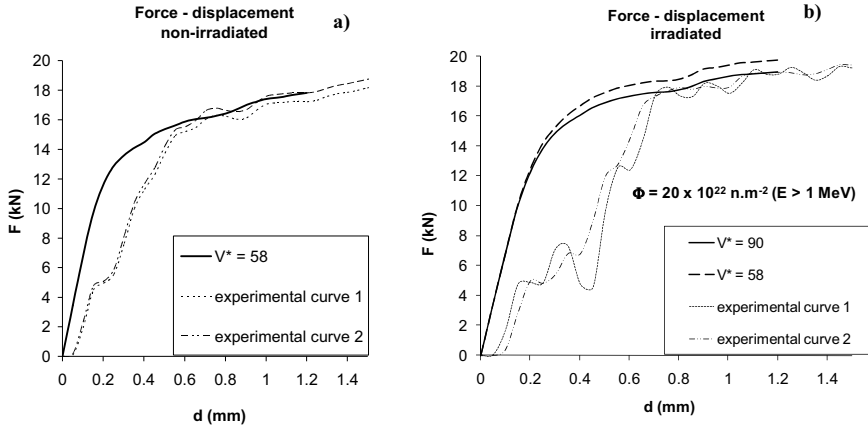 Force - displacement
non-irradiated
a)
F (kN)
20
18
16
14
12
10
8
6
4
2
0
V* = 58
experimental curve 1
experimental curve 2
0 0.2 0.4 0.6 0.8 1 1.2 1.4
d (mm)
Force - displacement
irradiated
b)
F (kN)
20
18
16
14
12
10
8
6
4
2
0
Φ = 20 x 10²² n.m⁻² (E > 1 MeV)
V* = 90
V* = 58
experimental curve 1
experimental curve 2
0 0.2 0.4 0.6 0.8 1 1.2 1.4
d (mm)